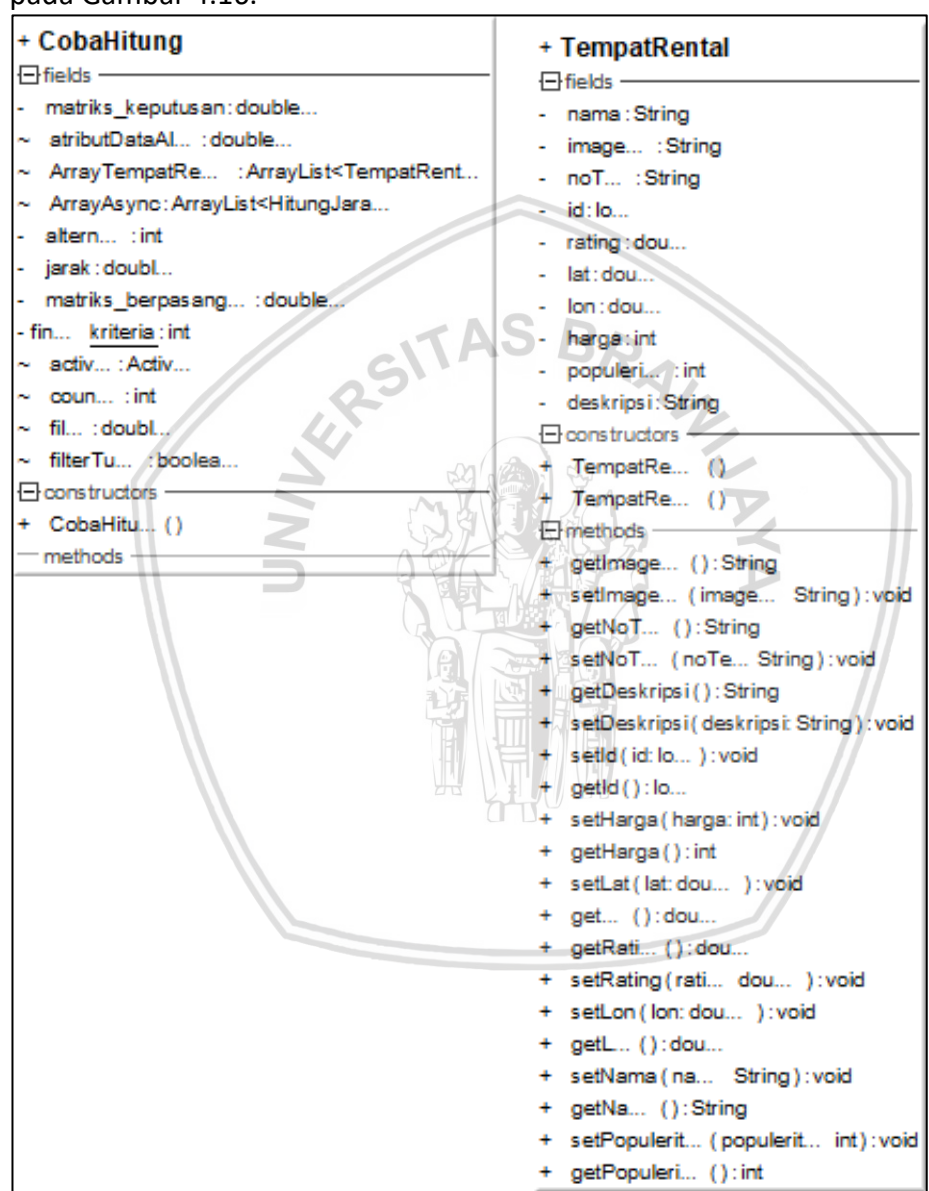 pada Gambar 4.16.
+ CobaHitung
fields
- matriks_keputusan:double...
~ atributDataAl... :double...
~ ArrayTempatRe... :ArrayList<TempatRent...
~ ArrayAsync:ArrayList<HitungJara...
- altern... :int
- jarak:doubl...
- matriks_berpasang... :double...
- fin... kriteria:int
~ activ... :Activ...
~ coun... :int
~ fil... :doubl...
~ filterTu... :boolea...
constructors
+ CobaHitu... ()
methods
+ TempatRental
fields
- nama:String
- image... :String
- noT... :String
- id:lo...
- rating:dou...
- lat:dou...
- lon:dou...
- harga:int
- populeri... :int
- deskripsi:String
constructors
+ TempatRe... ()
+ TempatRe... ()
methods
+ getImage... ():String
+ setImage... (image... String):void
+ getNoT... ():String
+ setNoT... (noTe... String):void
+ getDeskripsi():String
+ setDeskripsi(deskripsi:String):void
+ setId(id:lo... ):void
+ getId():lo...
+ setHarga(harga:int):void
+ getHarga():int
+ setLat(lat:dou... ):void
+ get... ():dou...
+ getRati... ():dou...
+ setRating(rati... dou... ):void
+ setLon(lon:dou... ):void
+ getL... ():dou...
+ setNama(na... String):void
+ getNa... ():String
+ setPopulerit... (populerit... int):void
+ getPopuleri... ():int
UNIVERSITAS BRAWIJAYA